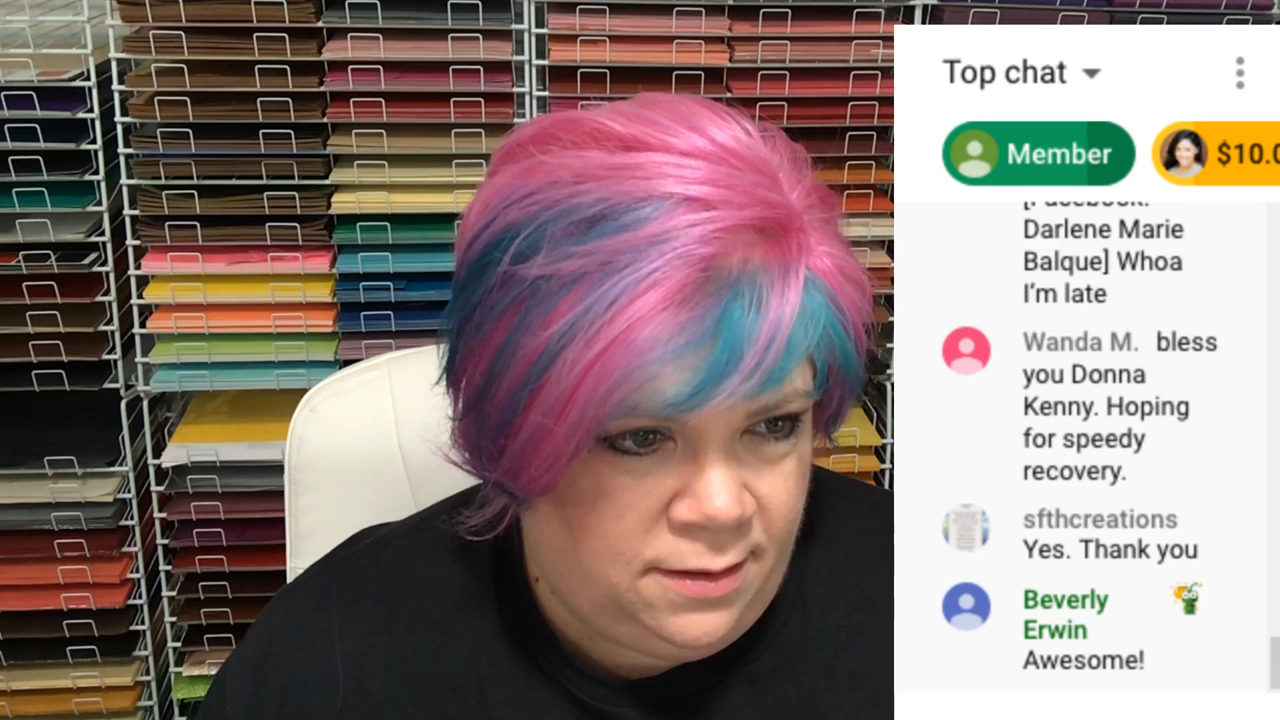 Top chat
Member
$10.0
[Facebook:
Darlene Marie
Balque] Whoa
I'm late
Wanda M. bless
you Donna
Kenny. Hoping
for speedy
recovery.
sfthcreations
Yes. Thank you
Beverly
Erwin
Awesome!